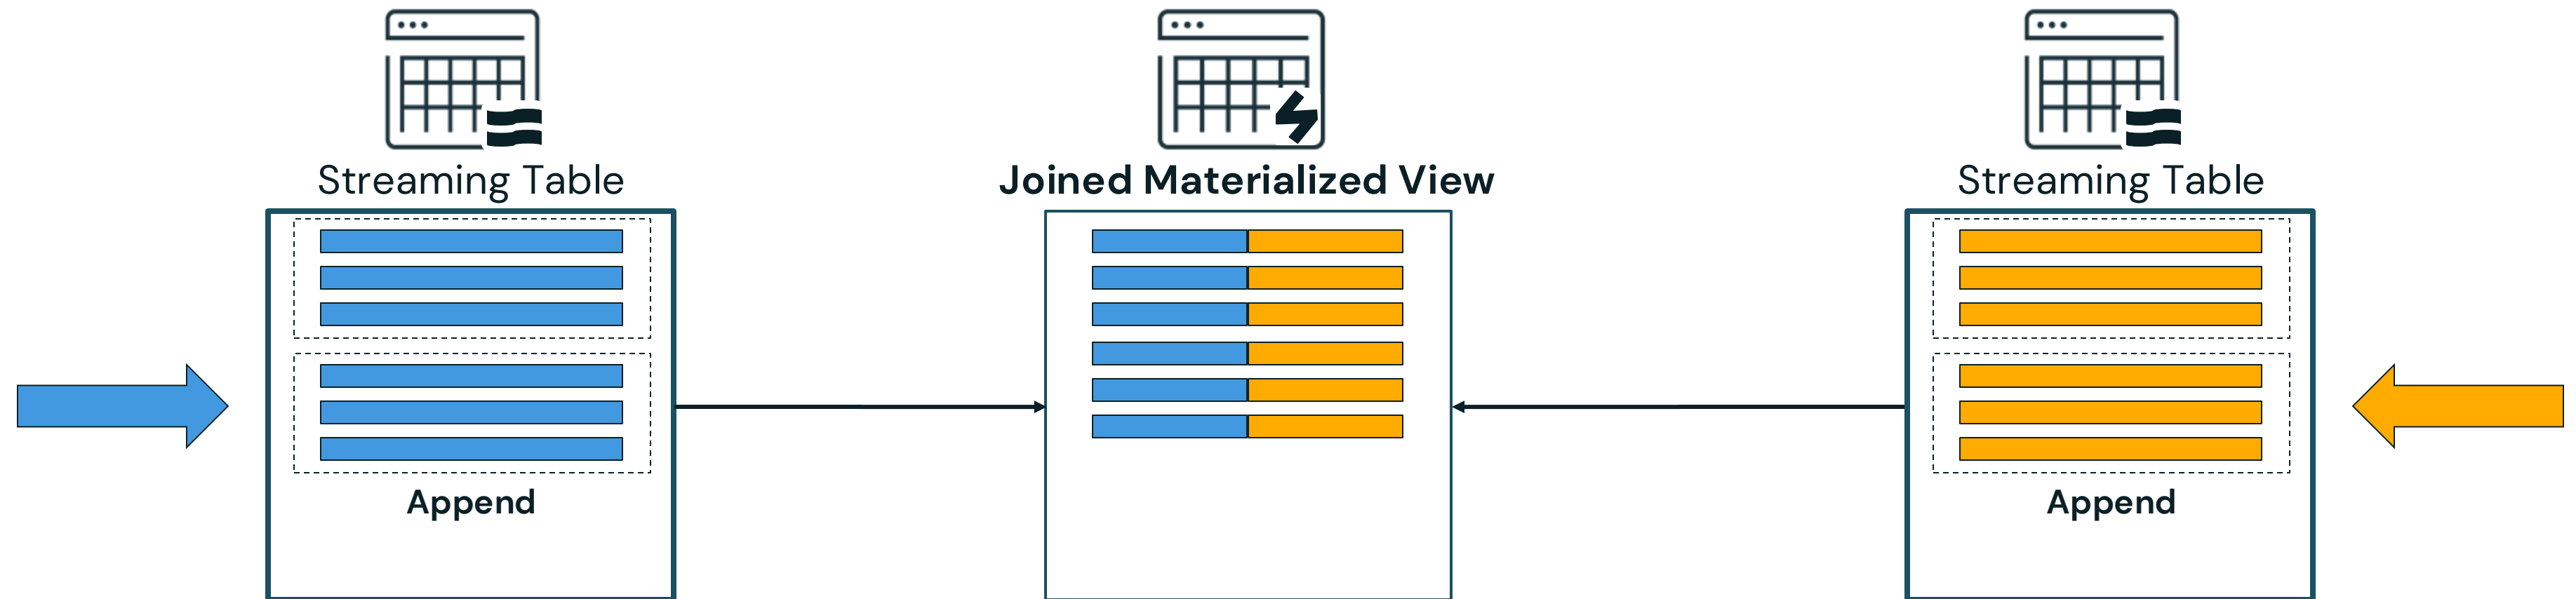 Streaming Table
Joined Materialized View
Streaming Table
Append
Append